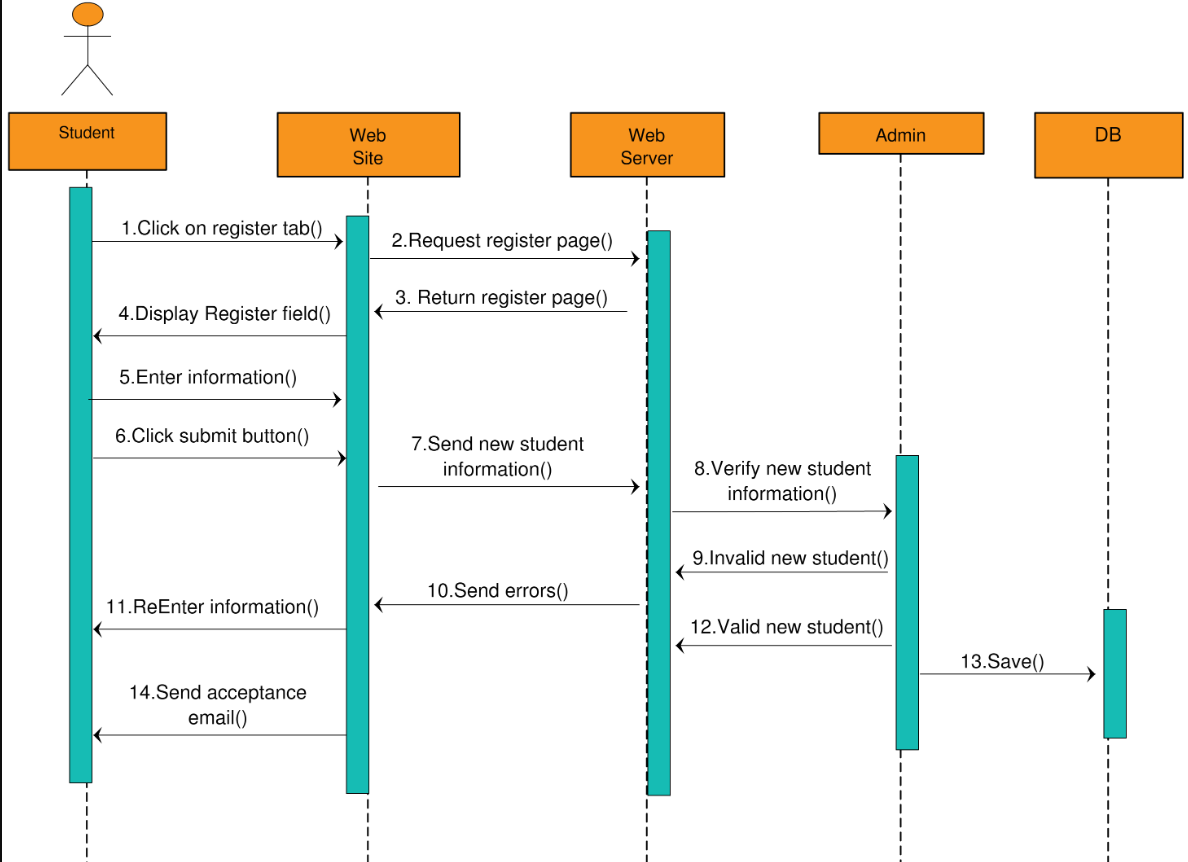 Student
Web
Site
Web
Server
Admin
DB
1.Click on register tab()
2.Request register page()
3. Return register page()
4.Display Register field()
5.Enter information()
6.Click submit button()
7.Send new student
information()
8.Verify new student
information()
9.Invalid new student()
10.Send errors()
11.ReEnter information()
12.Valid new student()
13.Save()
14.Send acceptance
email()